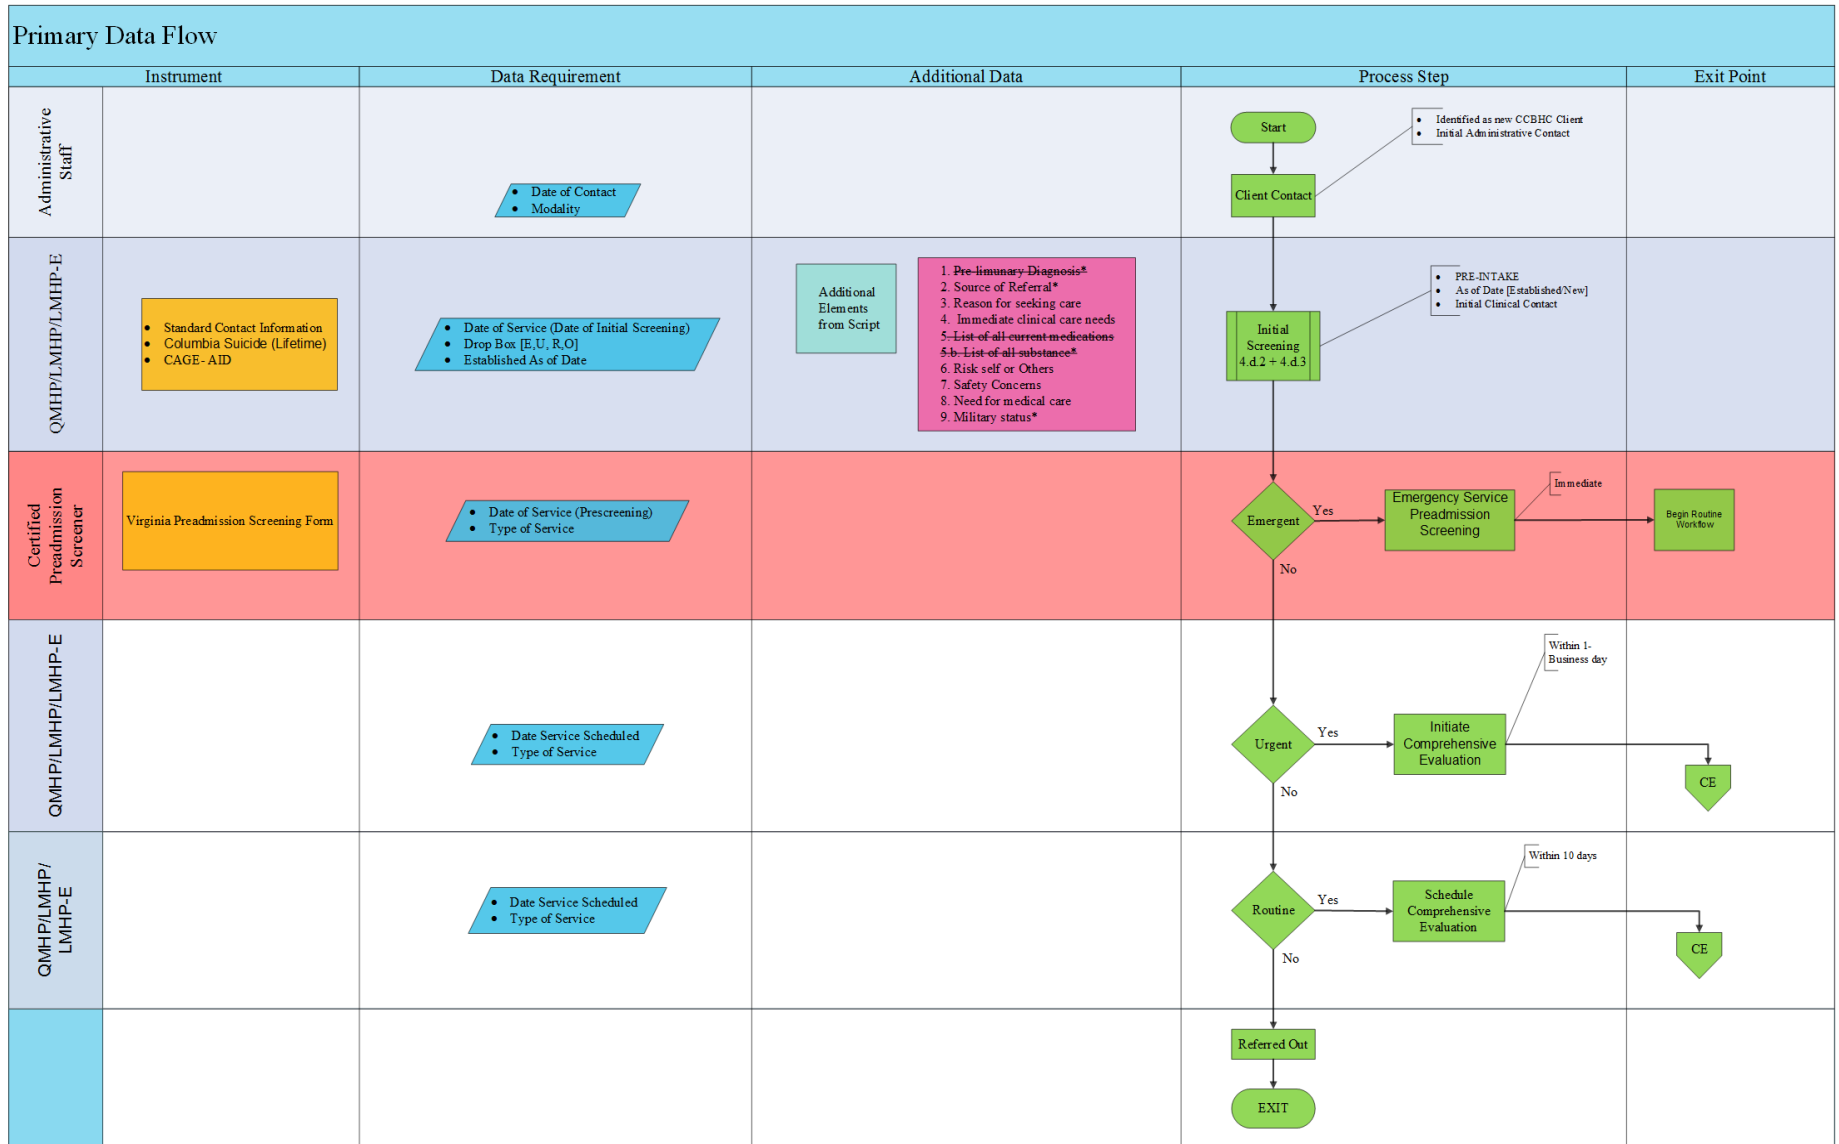 Primary Data Flow
Instrument
Data Requirement
Additional Data
Process Step
Exit Point
Administrative
Staff
• Date of Contact
• Modality
Start
Client Contact
• Identified as new CCBHC Client
• Initial Administrative Contact
QMHP/LMHP/LMHP-E
• Standard Contact Information
• Columbia Suicide (Lifetime)
• CAGE- AID
• Date of Service (Date of Initial Screening)
• Drop Box [E,U, R,O]
• Established As of Date
Additional
Elements
from Script
1. Pre-limunary Diagnosis*
2. Source of Referral*
3. Reason for seeking care
4. Immediate clinical care needs
5. List of all current medications
5.b. List of all substance*
6. Risk self or Others
7. Safety Concerns
8. Need for medical care
9. Military status*
Initial
Screening
4.d.2 + 4.d.3
• PRE-INTAKE
• As of Date [Established/New]
• Initial Clinical Contact
Certified
Preadmission
Screener
Virginia Preadmission Screening Form
• Date of Service (Prescreening)
• Type of Service
Emergent
Yes
No
Emergency Service
Preadmission
Screening
Immediate
Begin Routine
Workflow
QMHP/LMHP/LMHP-E
• Date Service Scheduled
• Type of Service
Urgent
Yes
No
Initiate
Comprehensive
Evaluation
Within 1-
Business day
CE
QMHP/LMHP/
LMHP-E
• Date Service Scheduled
• Type of Service
Routine
Yes
No
Schedule
Comprehensive
Evaluation
Within 10 days
CE
Referred Out
EXIT